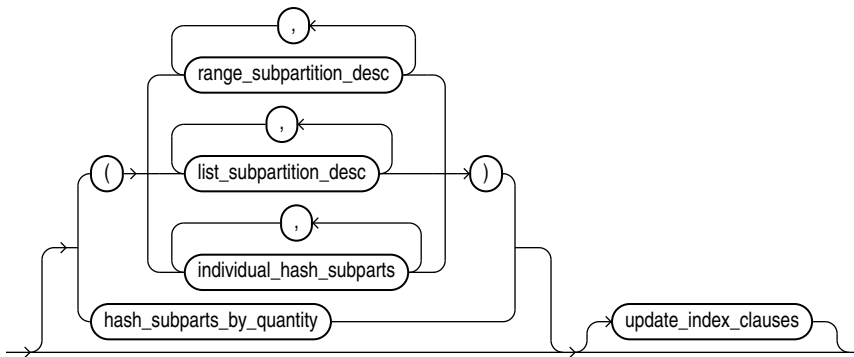 ,
range_subpartition_desc
,
( list_subpartition_desc )
,
individual_hash_subparts
hash_subparts_by_quantity update_index_clauses